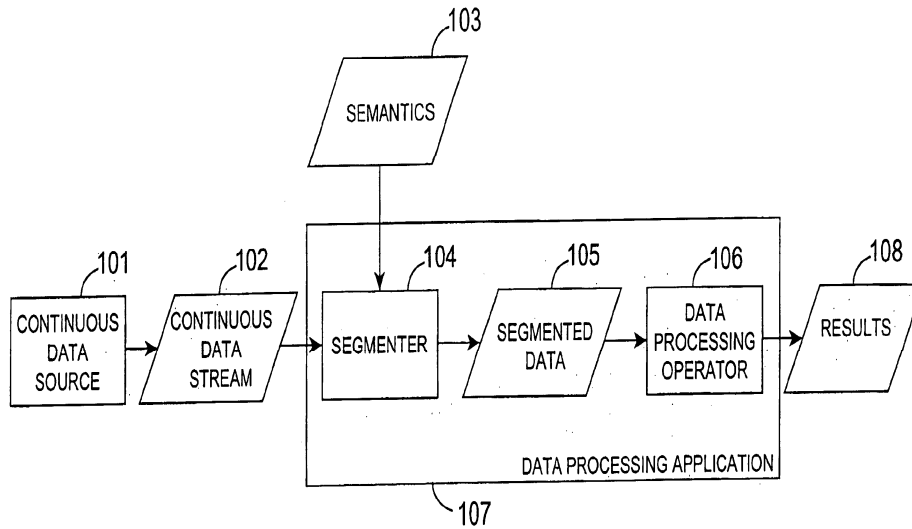 103
SEMANTICS
101
102
104
105
106
108
CONTINUOUS
DATA
SOURCE
CONTINUOUS
DATA
STREAM
SEGMENTER
SEGMENTED
DATA
DATA
PROCESSING
OPERATOR
RESULTS
DATA PROCESSING APPLICATION
107